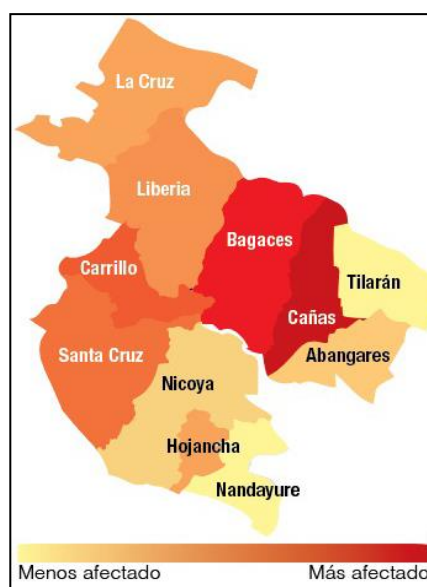 La Cruz
Liberia
Bagaces
Carrillo
Tilarán
Cañas
Santa Cruz
Abangares
Nicoya
Hojancha
Nandayure
Menos afectado
Más afectado